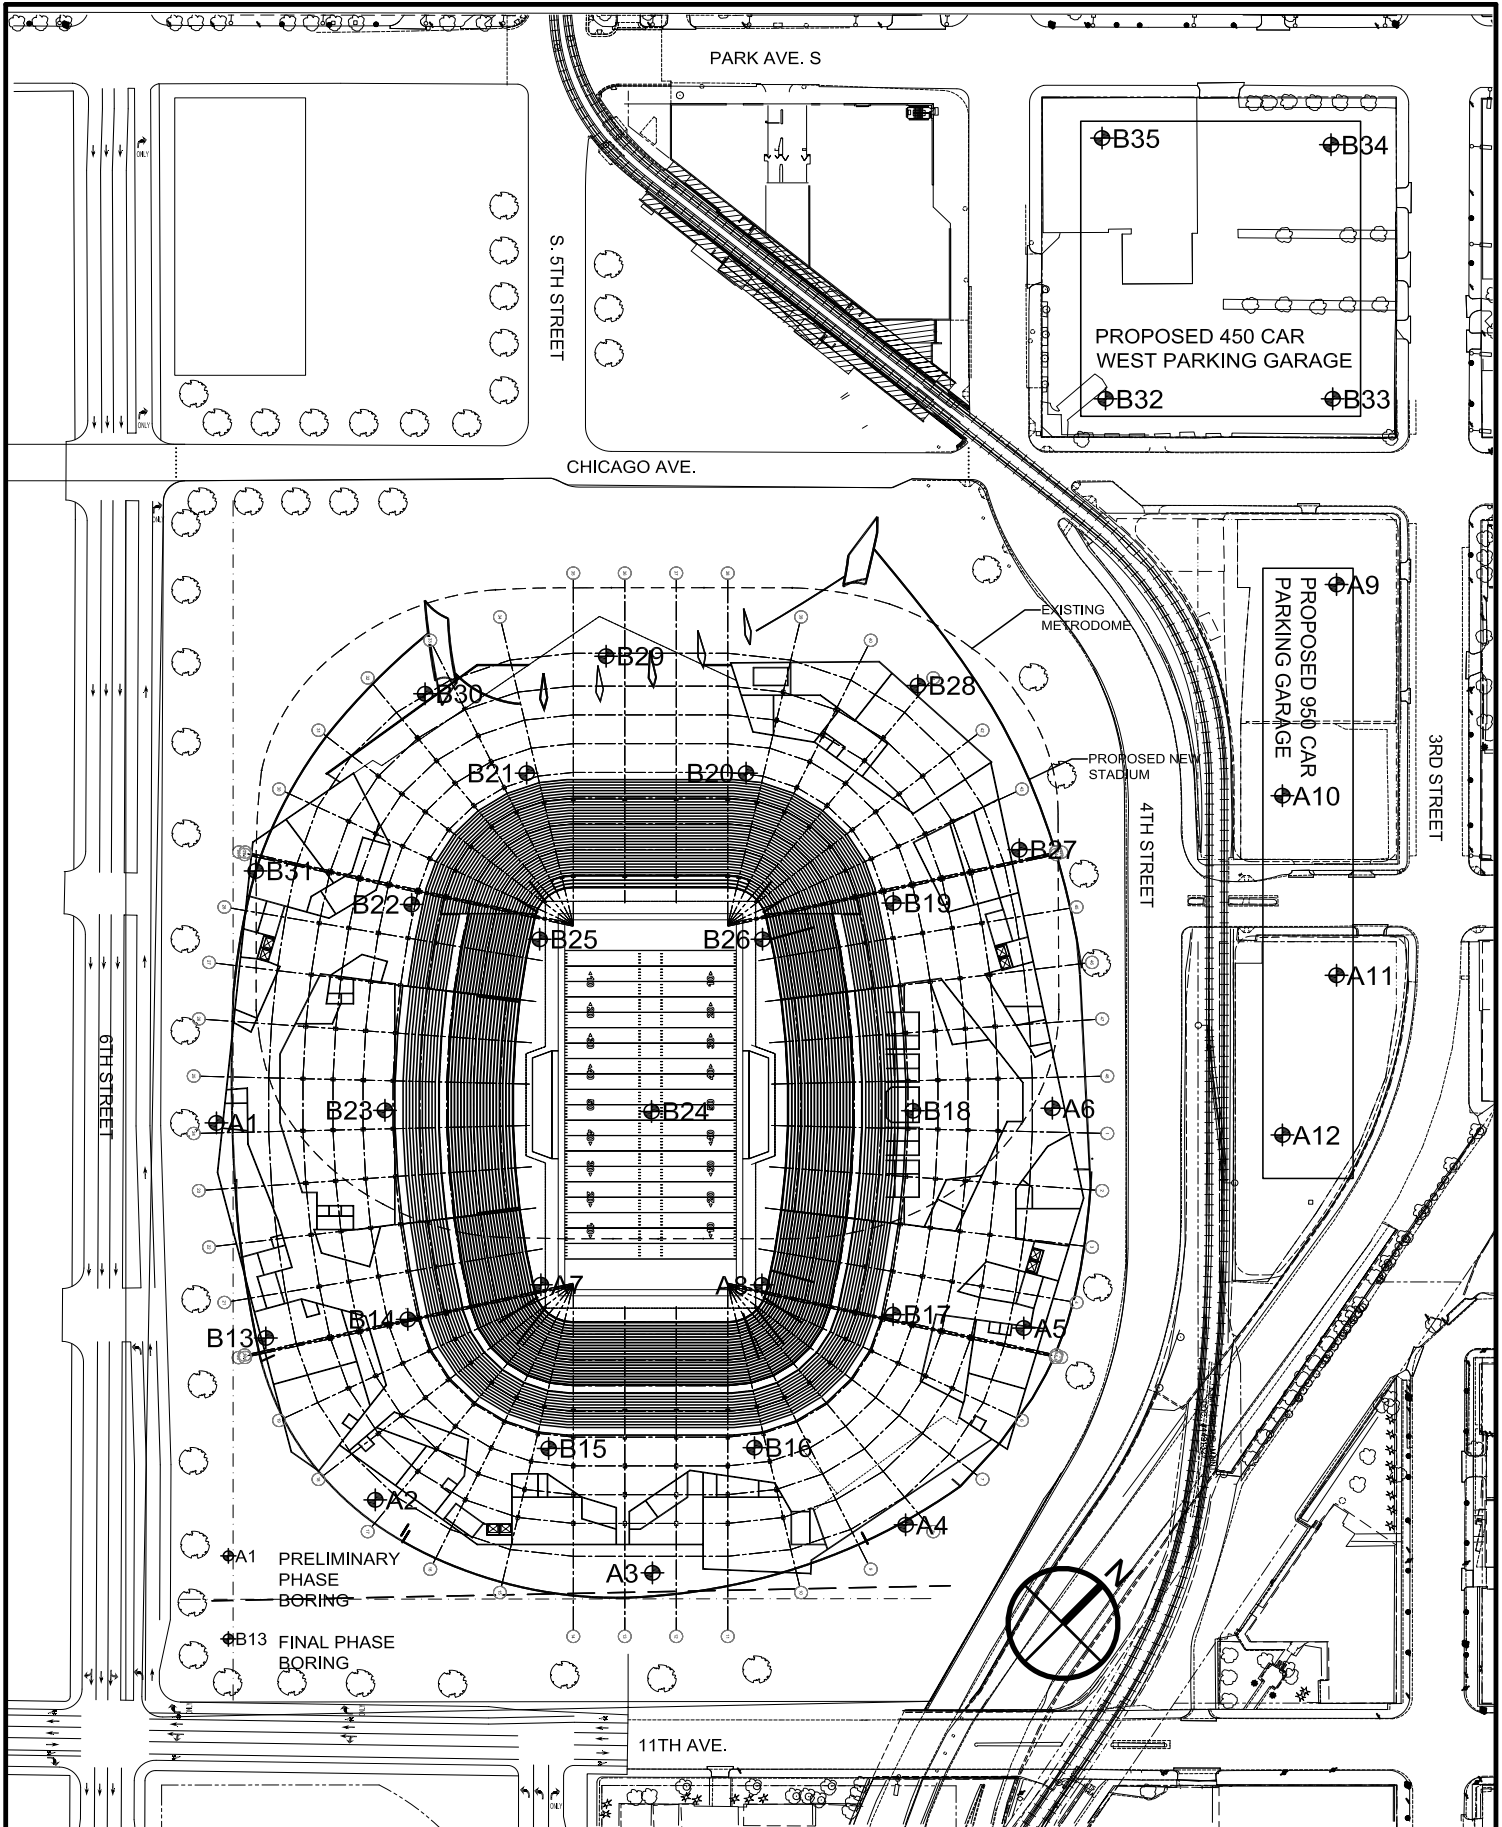 PARK AVE. S
B35
B34
S. 5TH STREET
PROPOSED 450 CAR
WEST PARKING GARAGE
B32
B33
CHICAGO AVE.
ONLY
ONLY
A9
EXISTING
METRODOME
PROPOSED 950 CAR
PARKING GARAGE
B29
B30
B28
B21
B20
PROPOSED NEW
STADIUM
A10
3RD STREET
4TH STREET
B27
B31
B22
B19
B25
B26
A11
6TH STREET
B23
B24
B18
A6
A1
A12
A7
A8
B14
B17
A5
B13
B15
B16
A2
A4
A3
A1 PRELIMINARY
PHASE
BORING
B13 FINAL PHASE
BORING
N
11TH AVE.
ONLY